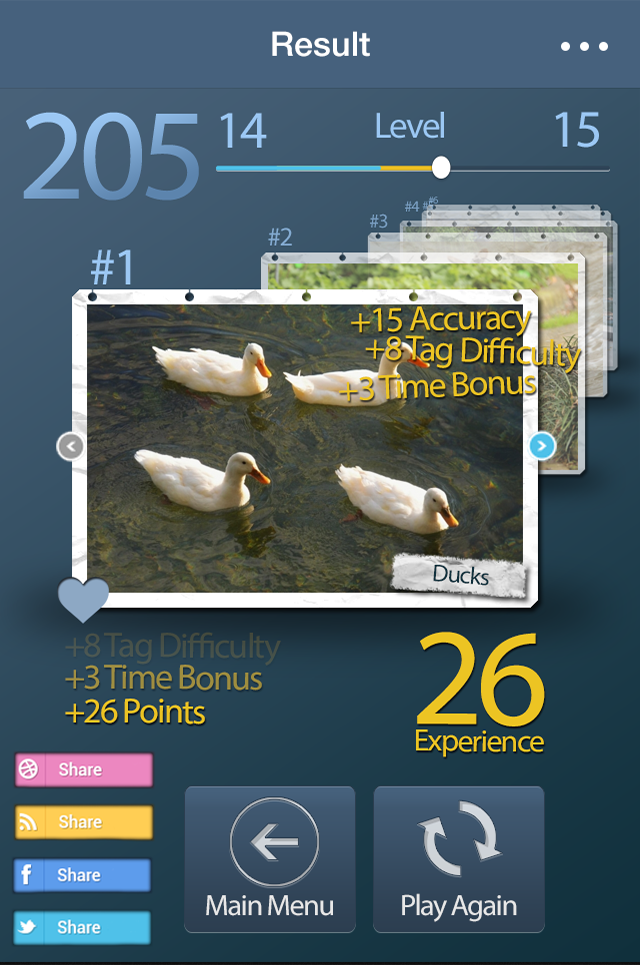 Result
205
14 Level 15
#4
#3
#2
#1
+15 Accuracy
+8 Tag Difficulty
+3 Time Bonus
Ducks
+8 Tag Difficulty
+3 Time Bonus
+26 Points
26
Experience
Share
Share
f Share
Share
Main Menu
Play Again